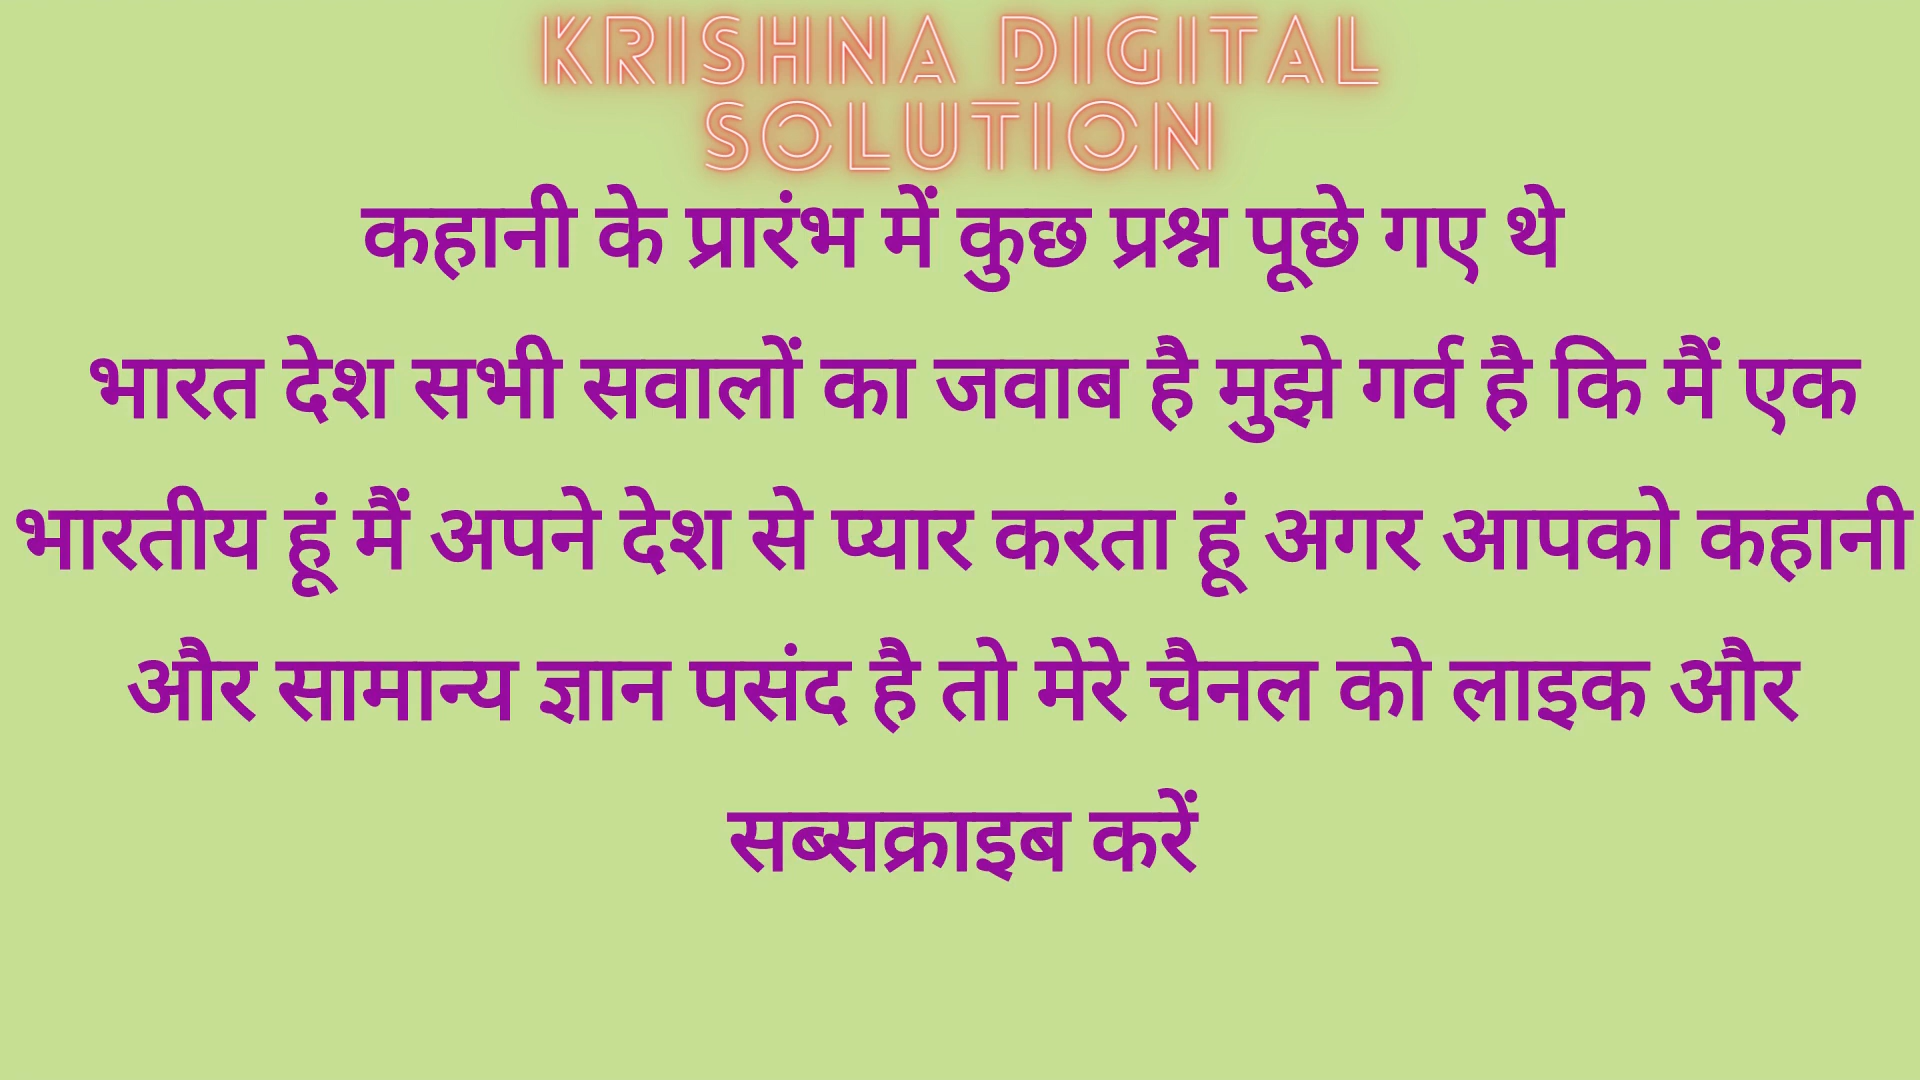 KRISHNA DIGITAL
SOLUTION
कहानी के प्रारंभ में कुछ प्रश्न पूछे गए थे
भारत देश सभी सवालों का जवाब है मुझे गर्व है कि मैं एक
भारतीय हूं मैं अपने देश से प्यार करता हूं अगर आपको कहानी
और सामान्य ज्ञान पसंद है तो मेरे चैनल को लाइक और
सब्सक्राइब करें